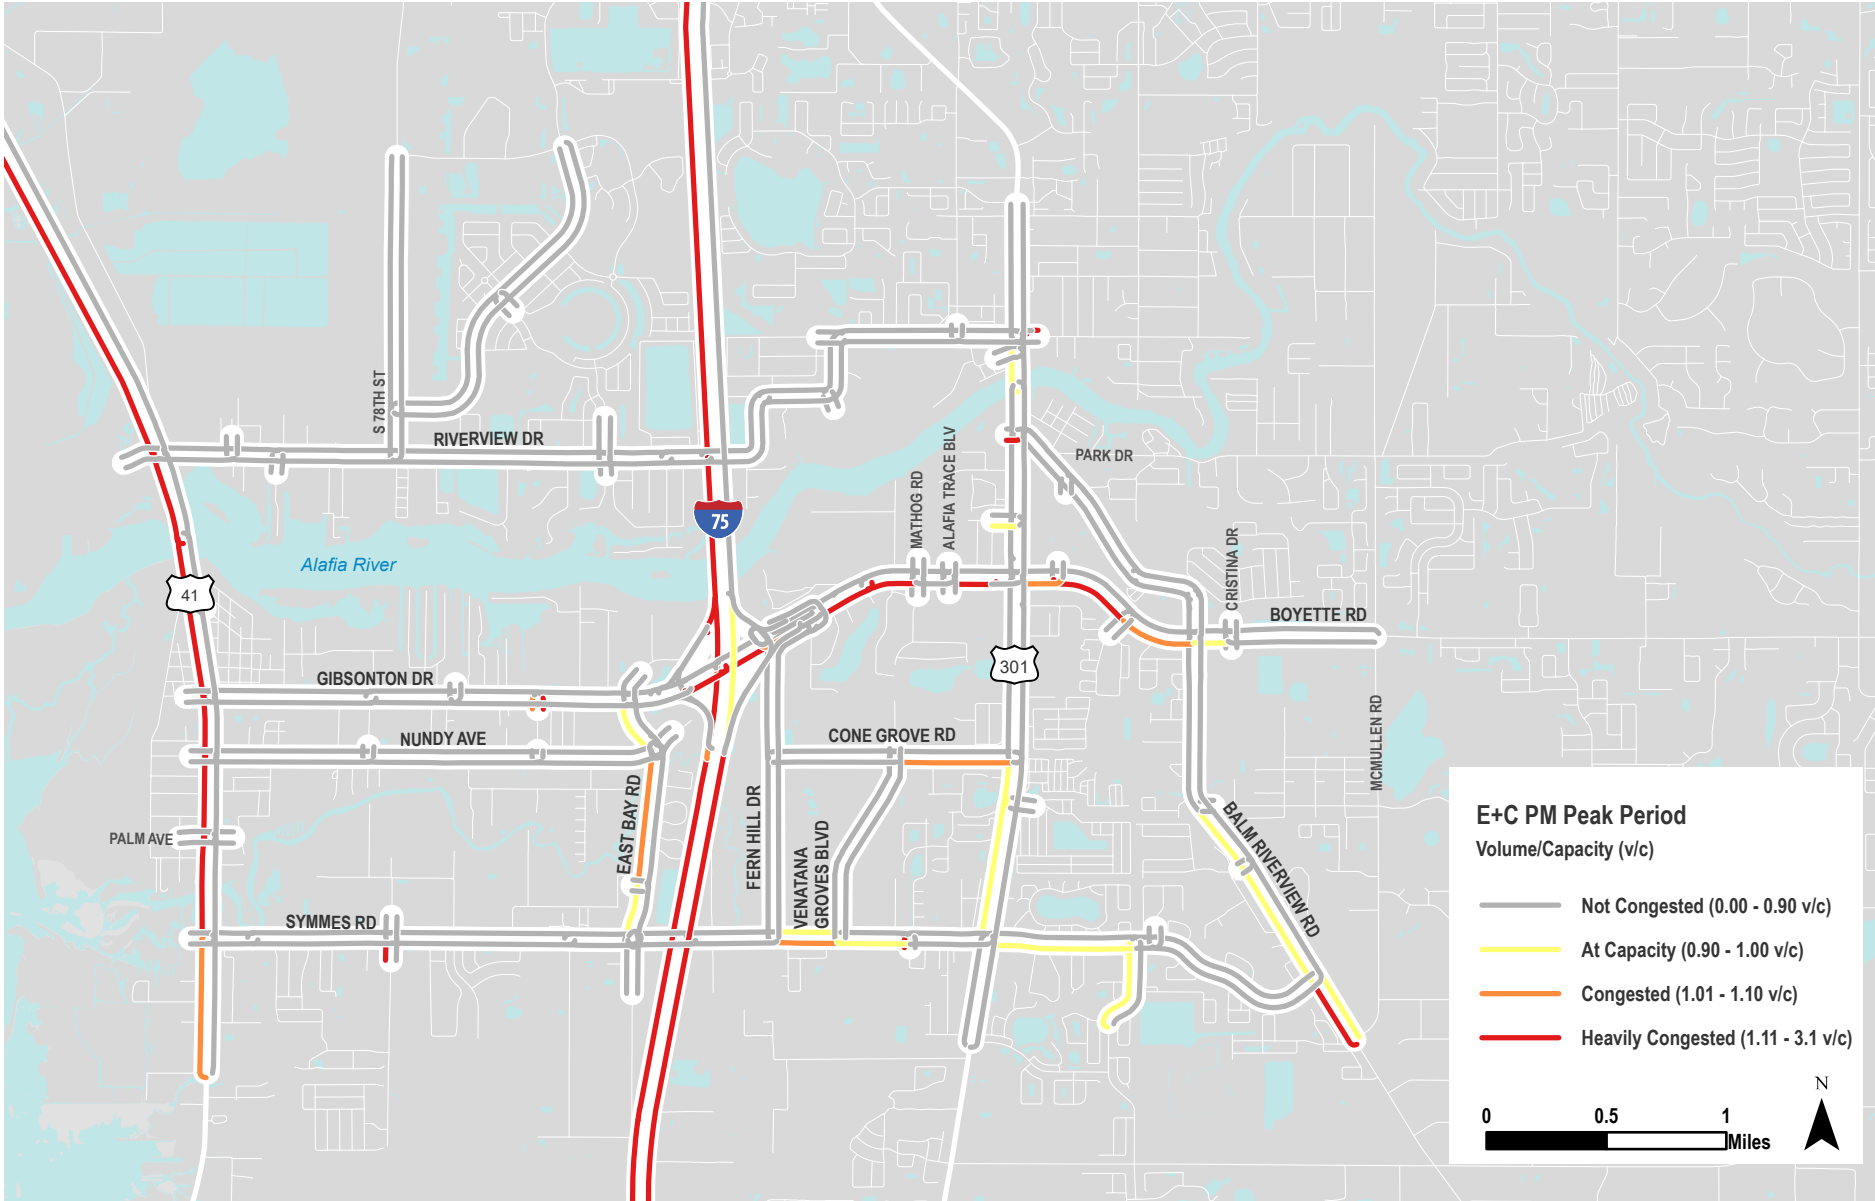 S 78TH ST
RIVERVIEW DR
PARK DR
MATHOG RD
ALAFIA TRACE BLV
75
Alafia River
41
CRISTINA DR
BOYETTE RD
301
GIBSONTON DR
NUNDY AVE
CONE GROVE RD
MCMULLEN RD
EAST BAY RD
FERN HILL DR
VENATANA
GROVES BLVD
BALM RIVERVIEW RD
PALM AVE
SYMMES RD
E+C PM Peak Period
Volume/Capacity (v/c)
Not Congested (0.00 - 0.90 v/c)
At Capacity (0.90 - 1.00 v/c)
Congested (1.01 - 1.10 v/c)
Heavily Congested (1.11 - 3.1 v/c)
N
0 0.5 1
Miles